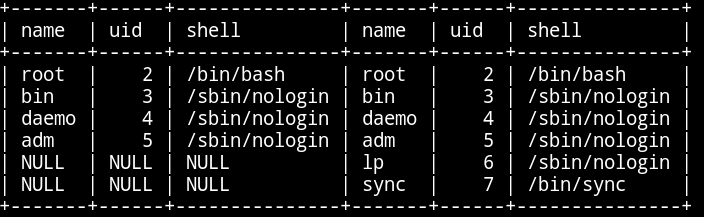 +-------+------+---------------+-------+------+---------------+
| name  | uid  | shell         | name  | uid  | shell         |
+-------+------+---------------+-------+------+---------------+
| root  |    2 | /bin/bash     | root  |    2 | /bin/bash     |
| bin   |    3 | /sbin/nologin | bin   |    3 | /sbin/nologin |
| daemo |    4 | /sbin/nologin | daemo |    4 | /sbin/nologin |
| adm   |    5 | /sbin/nologin | adm   |    5 | /sbin/nologin |
| NULL  | NULL | NULL          | lp    |    6 | /sbin/nologin |
| NULL  | NULL | NULL          | sync  |    7 | /bin/sync     |
+-------+------+---------------+-------+------+---------------+